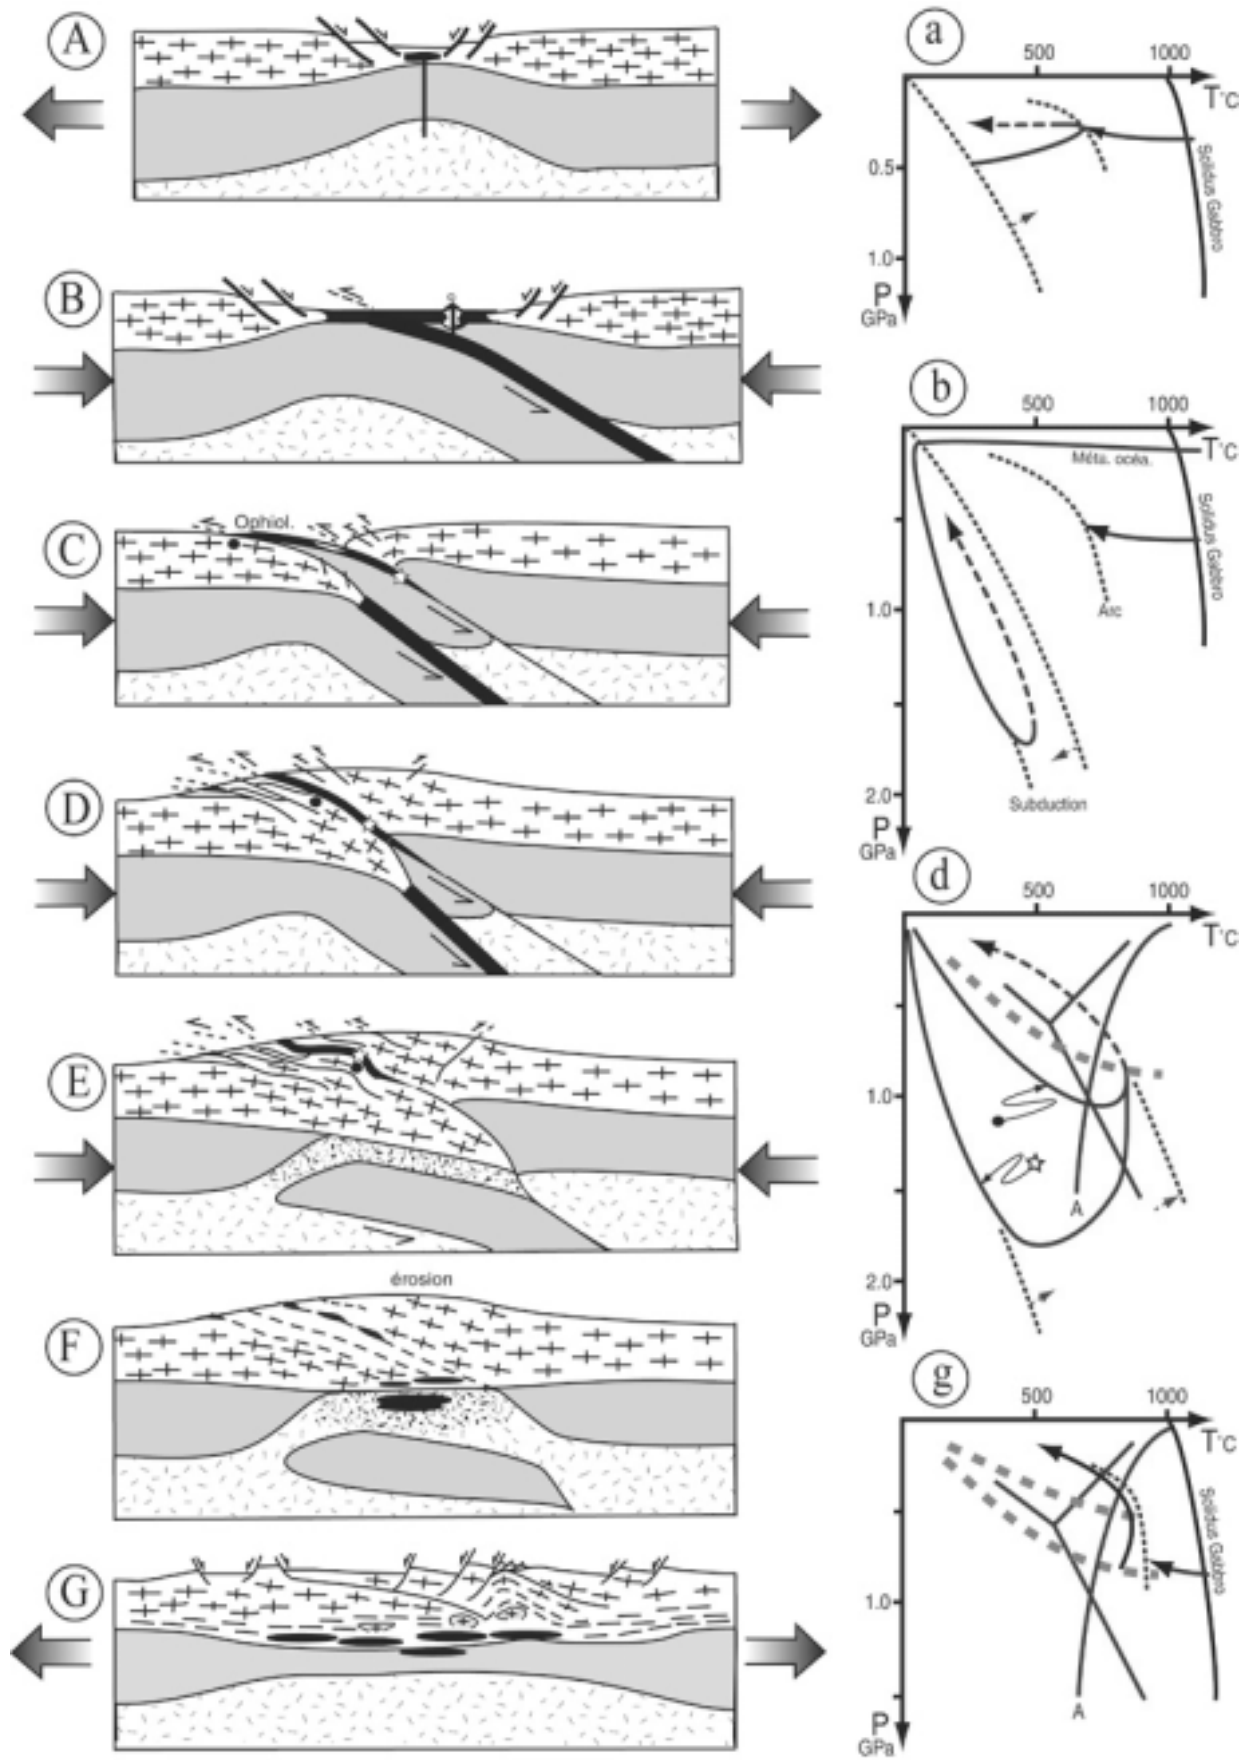 A
B
C
Ophiol.
D
E
érosion
F
G
a
500
1000
T°C
0.5
1.0
P
GPa
Solidus Gabbro
b
500
1000
T°C
Méta. océa.
Solidus Gabbro
1.0
Arc
2.0
P
GPa
Subduction
d
500
1000
T°C
1.0
A
2.0
P
GPa
g
500
1000
T°C
Solidus Gabbro
1.0
A
P
GPa